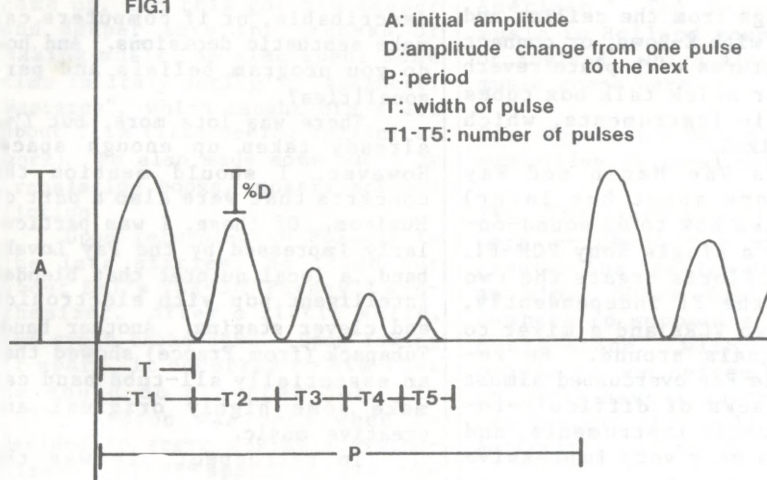 FIG.1
A: initial amplitude
D:amplitude change from one pulse
to the next
P:period
T: width of pulse
T1-T5: number of pulses
%D
A
T
T1 T2 T3 T4 T5
P